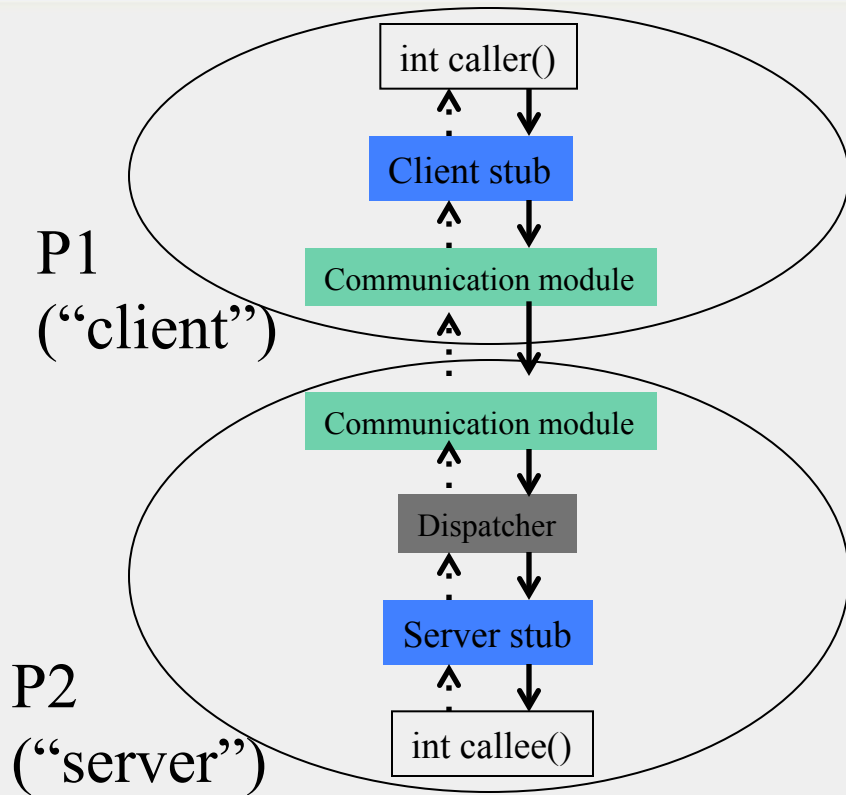 int caller()
Client stub
P1
(“client”)
Communication module
Communication module
Dispatcher
Server stub
P2
(“server”)
int callee()